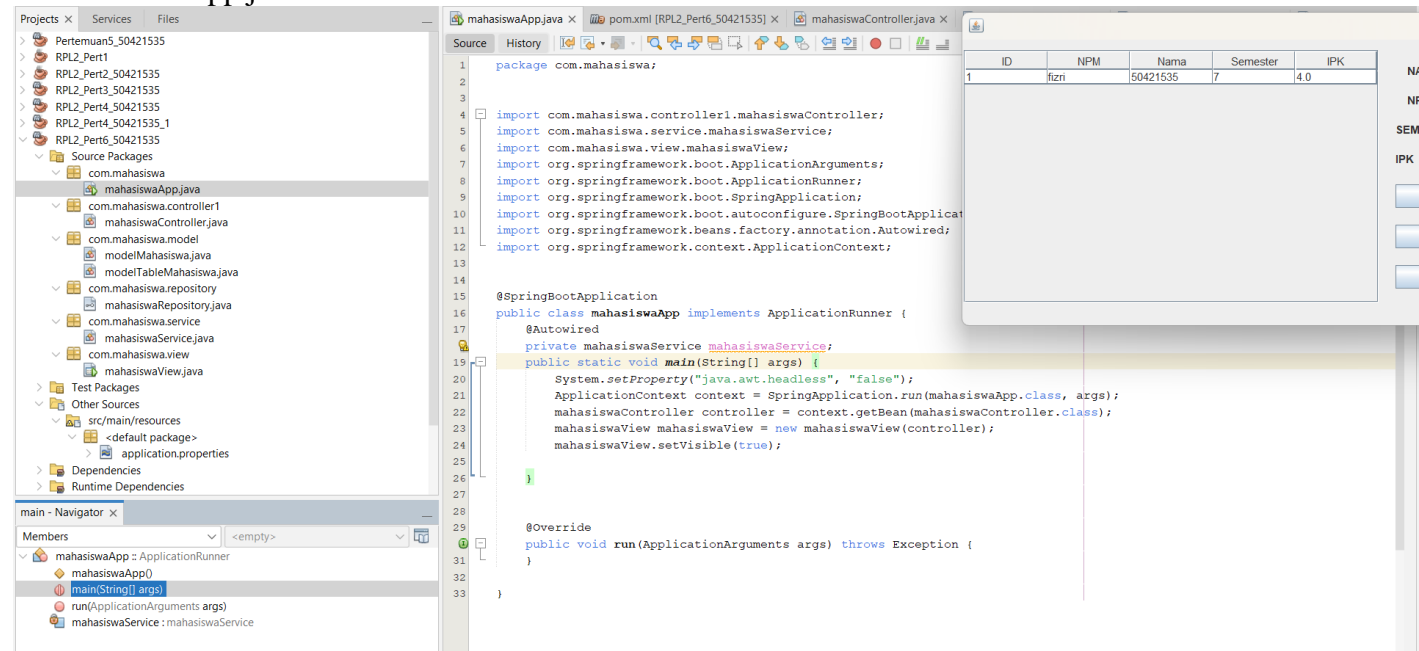 Projects × Services Files
Pertemuan5_50421535
RPL2_Pert1
RPL2_Pert2_50421535
RPL2_Pert3_50421535
RPL2_Pert4_50421535
RPL2_Pert4_50421535_1
RPL2_Pert6_50421535
Source Packages
com.mahasiswa
mahasiswaApp.java
com.mahasiswa.controller1
mahasiswaController.java
com.mahasiswa.model
modelMahasiswa.java
modelTableMahasiswa.java
com.mahasiswa.repository
mahasiswaRepository.java
com.mahasiswa.service
mahasiswaService.java
com.mahasiswa.view
mahasiswaView.java
Test Packages
Other Sources
src/main/resources
<default package>
application.properties
Dependencies
Runtime Dependencies
main - Navigator ×
Members <empty>
mahasiswaApp :: ApplicationRunner
mahasiswaApp()
main(String[] args)
run(ApplicationArguments args)
mahasiswaService : mahasiswaService
mahasiswaApp.java × pom.xml [RPL2_Pert6_50421535] × mahasiswaController.java ×
Source History
1 package com.mahasiswa;
2
3
4 import com.mahasiswa.controller1.mahasiswaController;
5 import com.mahasiswa.service.mahasiswaService;
6 import com.mahasiswa.view.mahasiswaView;
7 import org.springframework.boot.ApplicationArguments;
8 import org.springframework.boot.ApplicationRunner;
9 import org.springframework.boot.SpringApplication;
10 import org.springframework.boot.autoconfigure.SpringBootApplicat
11 import org.springframework.beans.factory.annotation.Autowired;
12 import org.springframework.context.ApplicationContext;
13
14
15 @SpringBootApplication
16 public class mahasiswaApp implements ApplicationRunner {
17 @Autowired
private mahasiswaService mahasiswaService;
19 public static void main(String[] args) {
20 System.setProperty("java.awt.headless", "false");
21 ApplicationContext context = SpringApplication.run(mahasiswaApp.class, args);
22 mahasiswaController controller = context.getBean(mahasiswaController.class);
23 mahasiswaView mahasiswaView = new mahasiswaView(controller);
24 mahasiswaView.setVisible(true);
25
26 }
27
28
29 @Override
public void run(ApplicationArguments args) throws Exception {
31 }
32
33 }
ID NPM Nama Semester IPK
1 fizri 50421535 7 4.0
NA
NP
SEM
IPK